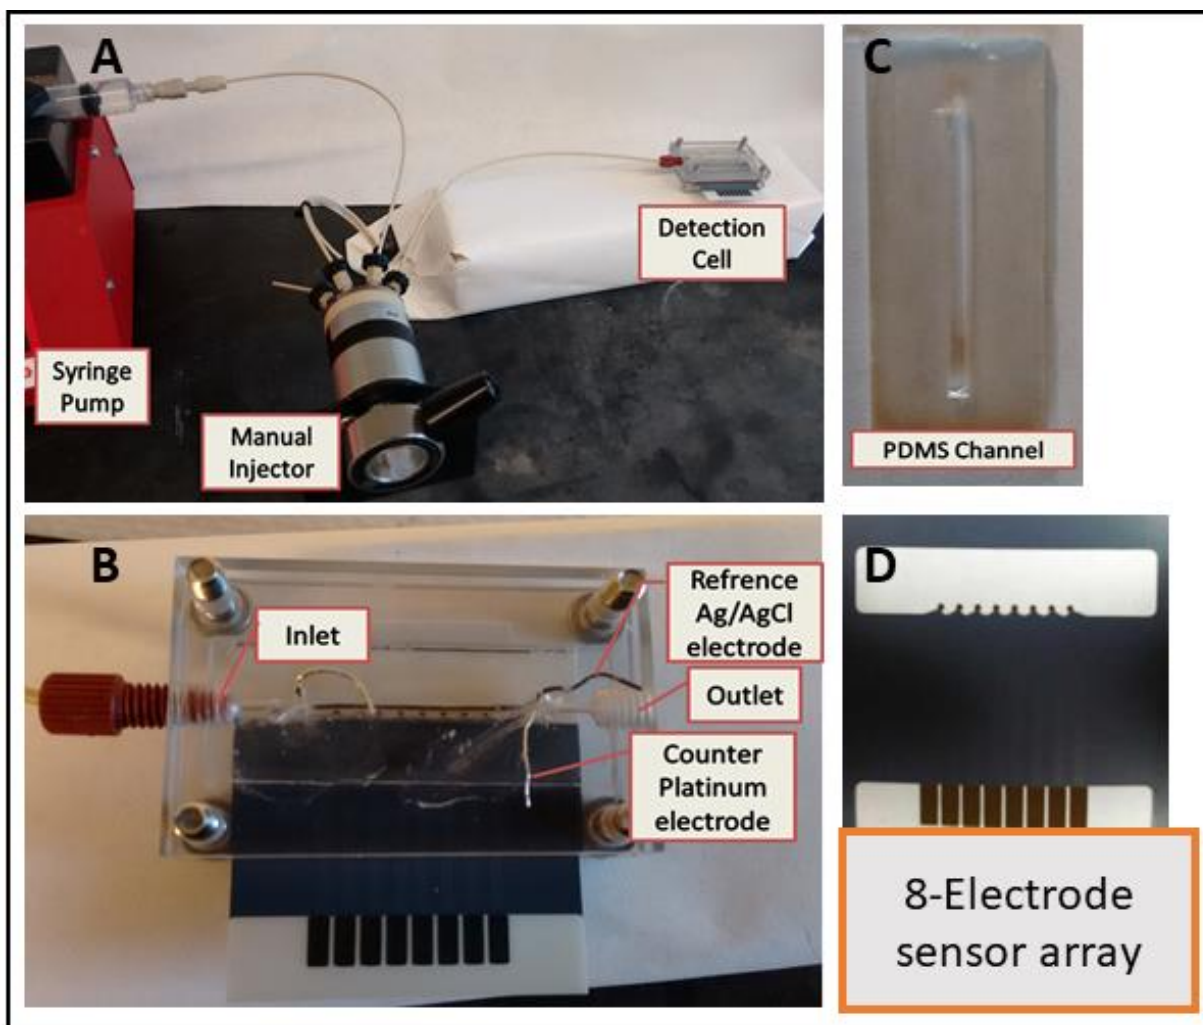 A
Syringe
Pump
Manual
Injector
Detection
Cell
C
PDMS Channel
B
Inlet
Refrence
Ag/AgCl
electrode
Outlet
Counter
Platinum
electrode
D
8-Electrode
sensor array